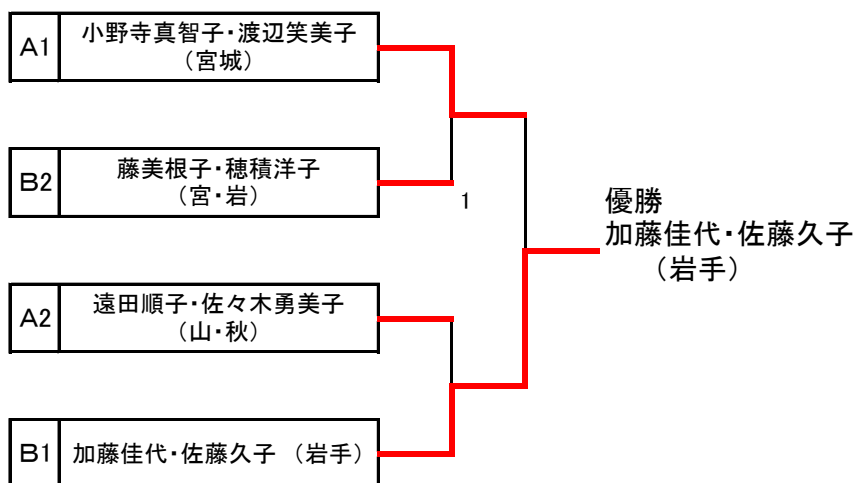 A1
小野寺真智子・渡辺笑美子
（宮城）
B2
藤美根子・穂積洋子
（宮・岩）
1
優勝
加藤佳代・佐藤久子
（岩手）
A2
遠田順子・佐々木勇美子
（山・秋）
B1
加藤佳代・佐藤久子 （岩手）